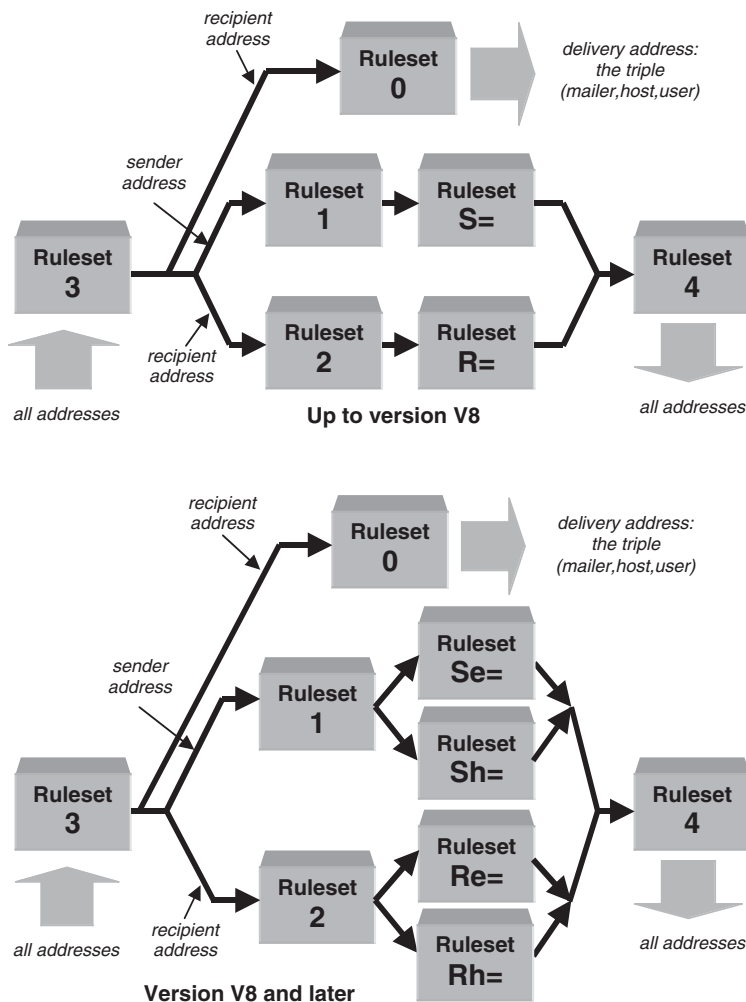 recipient
address
Ruleset
0
delivery address:
the triple
(mailer,host,user)
sender
address
Ruleset
1
Ruleset
S=
Ruleset
3
Ruleset
4
recipient
address
Ruleset
2
Ruleset
R=
all addresses
all addresses
Up to version V8
recipient
address
Ruleset
0
delivery address:
the triple
(mailer,host,user)
sender
address
Ruleset
1
Ruleset
Se=
Ruleset
Sh=
Ruleset
3
Ruleset
4
recipient
address
Ruleset
2
Ruleset
Re=
Ruleset
Rh=
all addresses
all addresses
Version V8 and later